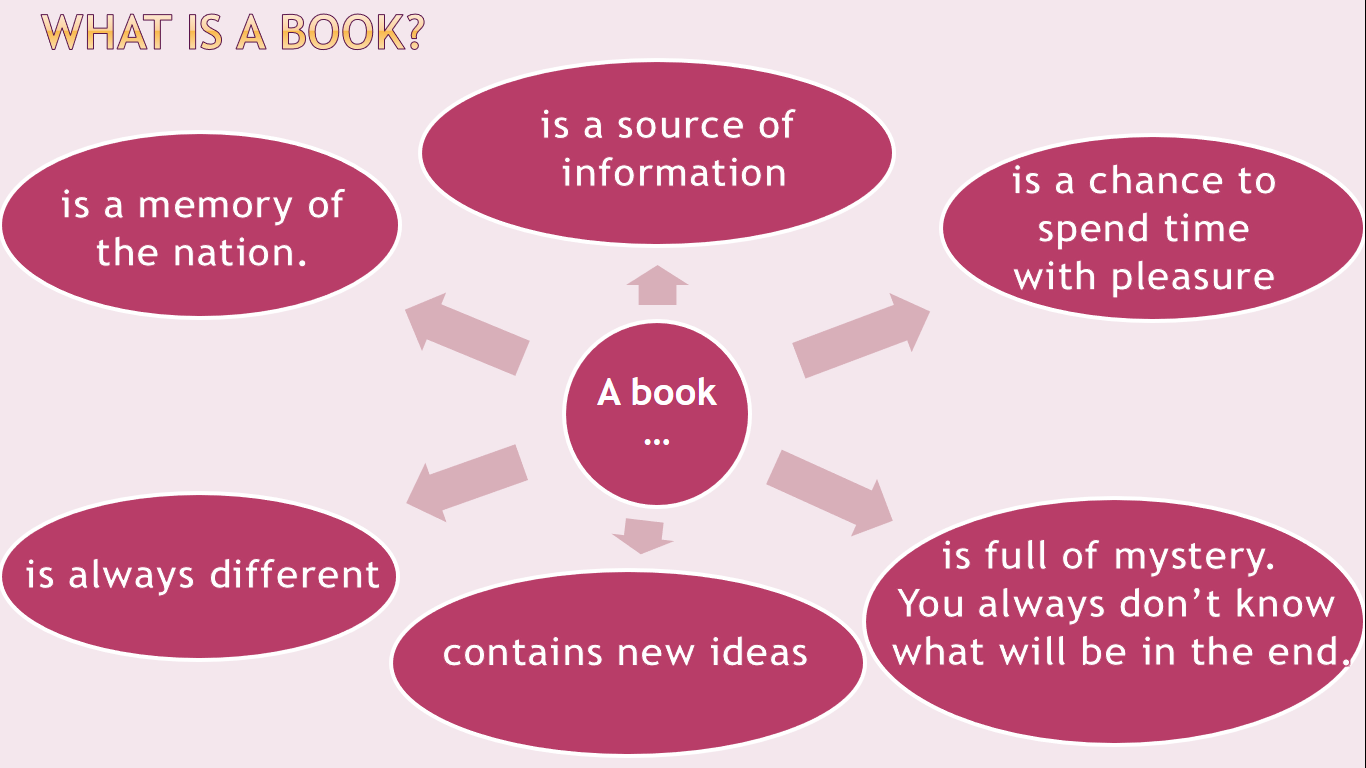 WHAT IS A BOOK?
is a source of
information
is a memory of
the nation.
is a chance to
spend time
with pleasure
A book
...
is always different
contains new ideas
is full of mystery.
You always don’t know
what will be in the end.